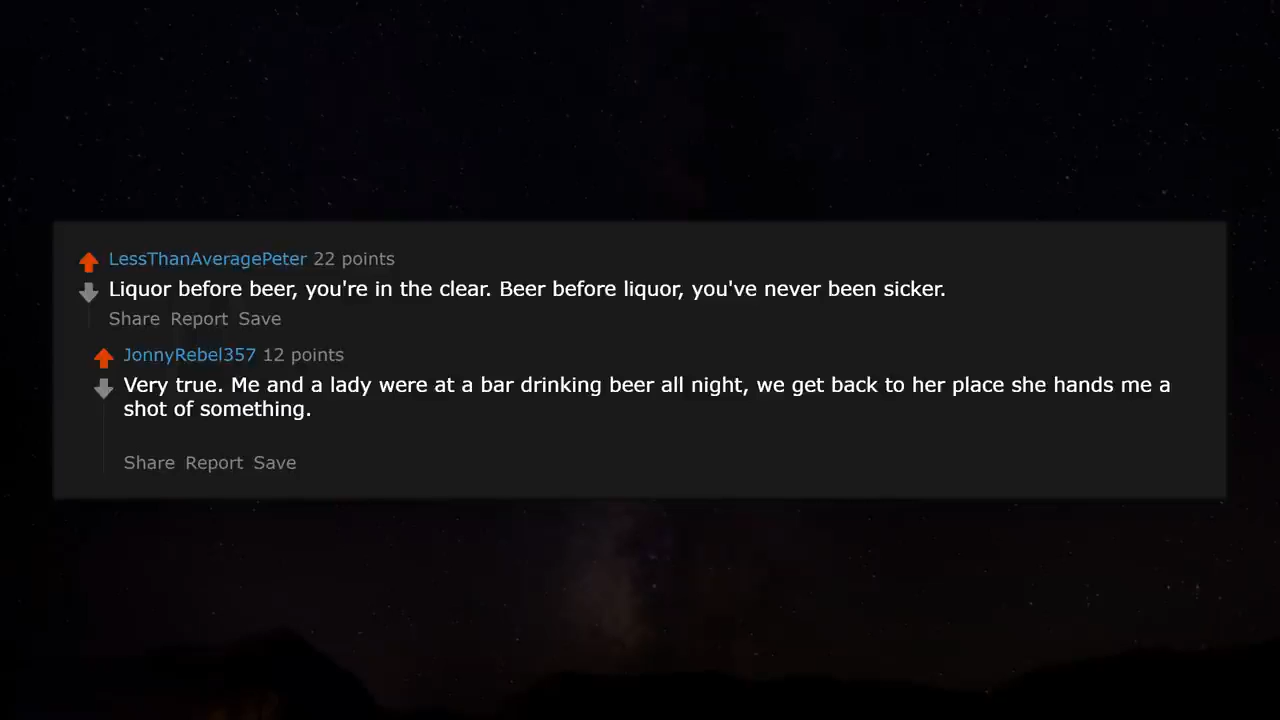 LessThanAveragePeter 22 points
Liquor before beer, you're in the clear. Beer before liquor, you've never been sicker.
Share Report Save
JonnyRebel357 12 points
Very true. Me and a lady were at a bar drinking beer all night, we get back to her place she hands me a
shot of something.
Share Report Save